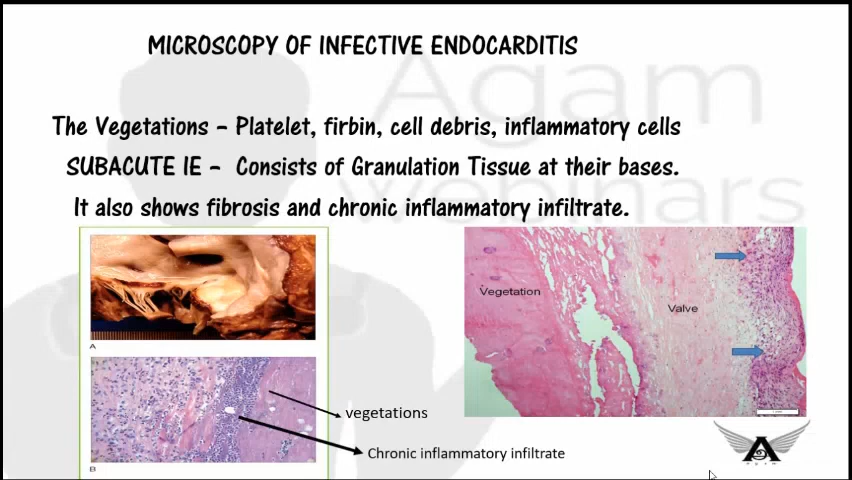 MICROSCOPY OF INFECTIVE ENDOCARDITIS
Agam
webinars
The Vegetations – Platelet, firbin, cell debris, inflammatory cells
SUBACUTE IE – Consists of Granulation Tissue at their bases.
It also shows fibrosis and chronic inflammatory infiltrate.
A
B
vegetations
Chronic inflammatory infiltrate
Vegetation
Valve